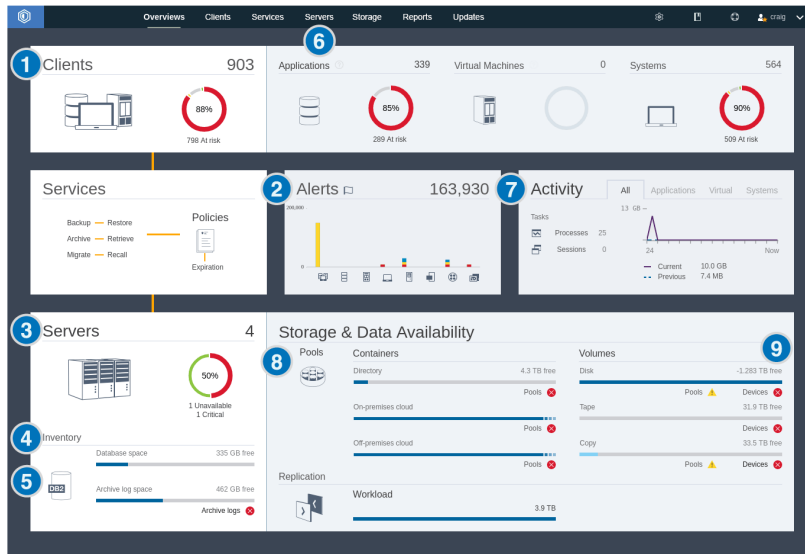 Overviews Clients Services Servers Storage Reports Updates craig
6
1 Clients 903
Applications 339
Virtual Machines 0
Systems 564
88%
798 At risk
85%
289 At risk
90%
509 At risk
Services
Backup Restore
Archive Retrieve
Migrate Recall
Policies
Expiration
2 Alerts 163,930
200,000
0
7 Activity All Applications Virtual Systems
Tasks
Processes 25
Sessions 0
13 GB
24 Now
Current 10.0 GB
Previous 7.4 MB
3 Servers 4
50%
1 Unavailable
1 Critical
4 Inventory
Database space 335 GB free
5
DB2
Archive log space 462 GB free
Archive logs
Storage & Data Availability
8 Pools
Containers
Directory 4.3 TB free
Pools
On-premises cloud
Pools
Off-premises cloud
Pools
Volumes 9
Disk -1.283 TB free
Pools Devices
Tape 31.9 TB free
Devices
Copy 33.5 TB free
Pools Devices
Replication
Workload
3.9 TB